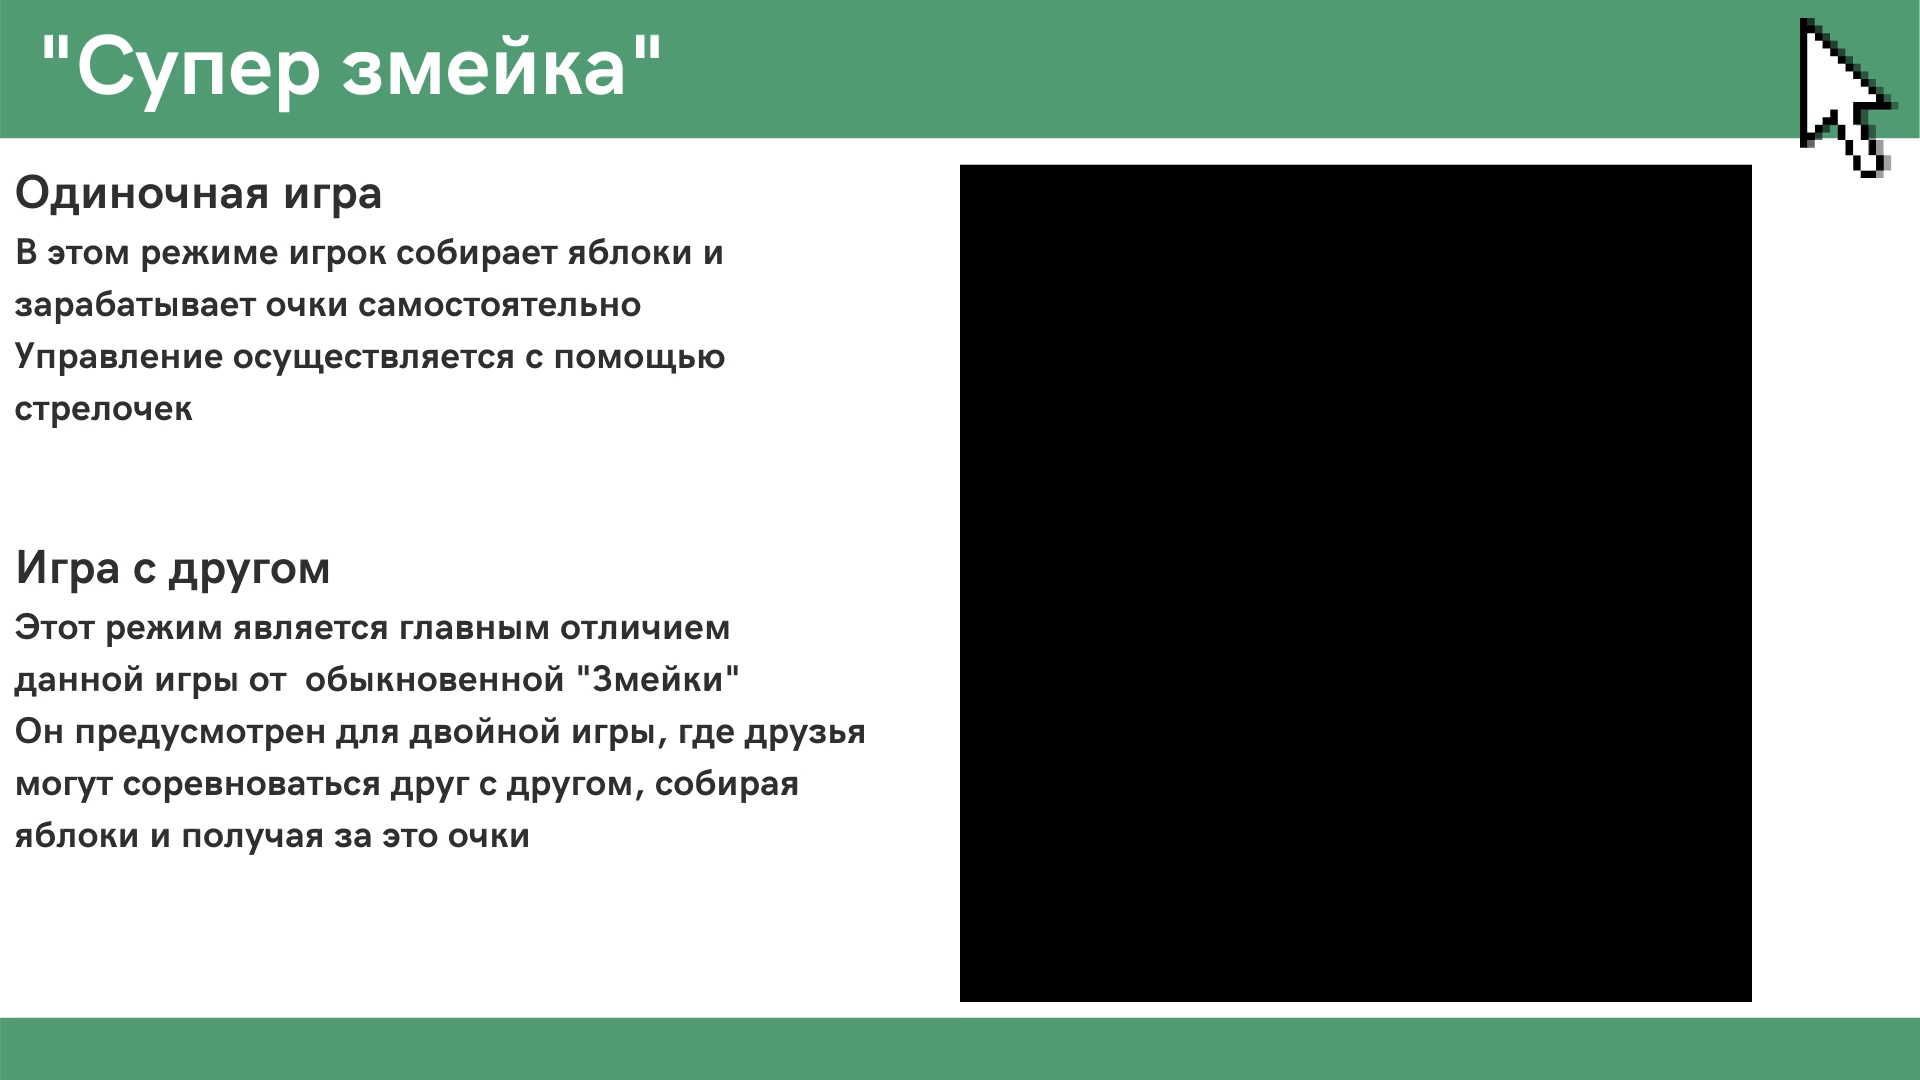 "Супер змейка"
Одиночная игра
В этом режиме игрок собирает яблоки и
зарабатывает очки самостоятельно
Управление осуществляется с помощью
стрелочек
Игра с другом
Этот режим является главным отличием
данной игры от  обыкновенной "Змейки"
Он предусмотрен для двойной игры, где друзья
могут соревноваться друг с другом, собирая
яблоки и получая за это очки